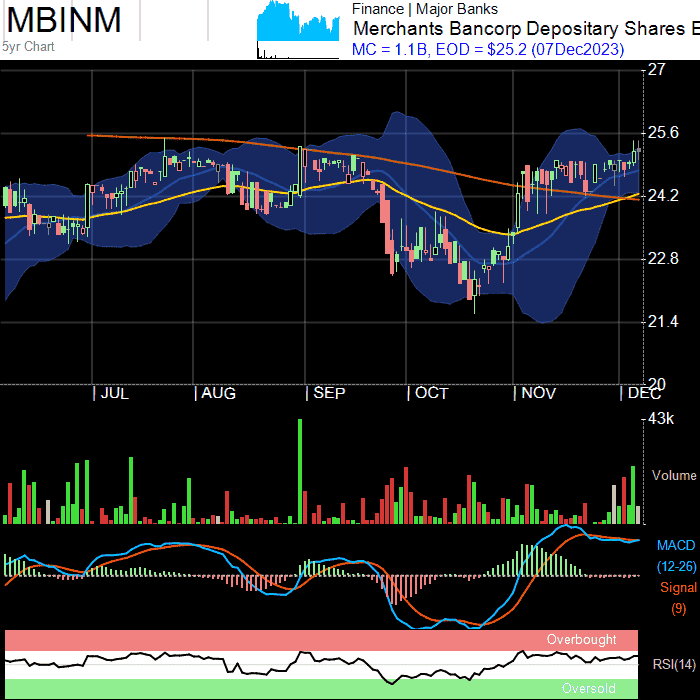 MBINM
5yr Chart
Finance | Major Banks
Merchants Bancorp Depositary Shares E
MC = 1.1B, EOD = $25.2 (07Dec2023)
27
25.6
24.2
22.8
21.4
20
| JUL | AUG | SEP | OCT | NOV | DEC
43k
Volume
MACD
(12-26)
Signal
(9)
Overbought
RSI(14)
Oversold